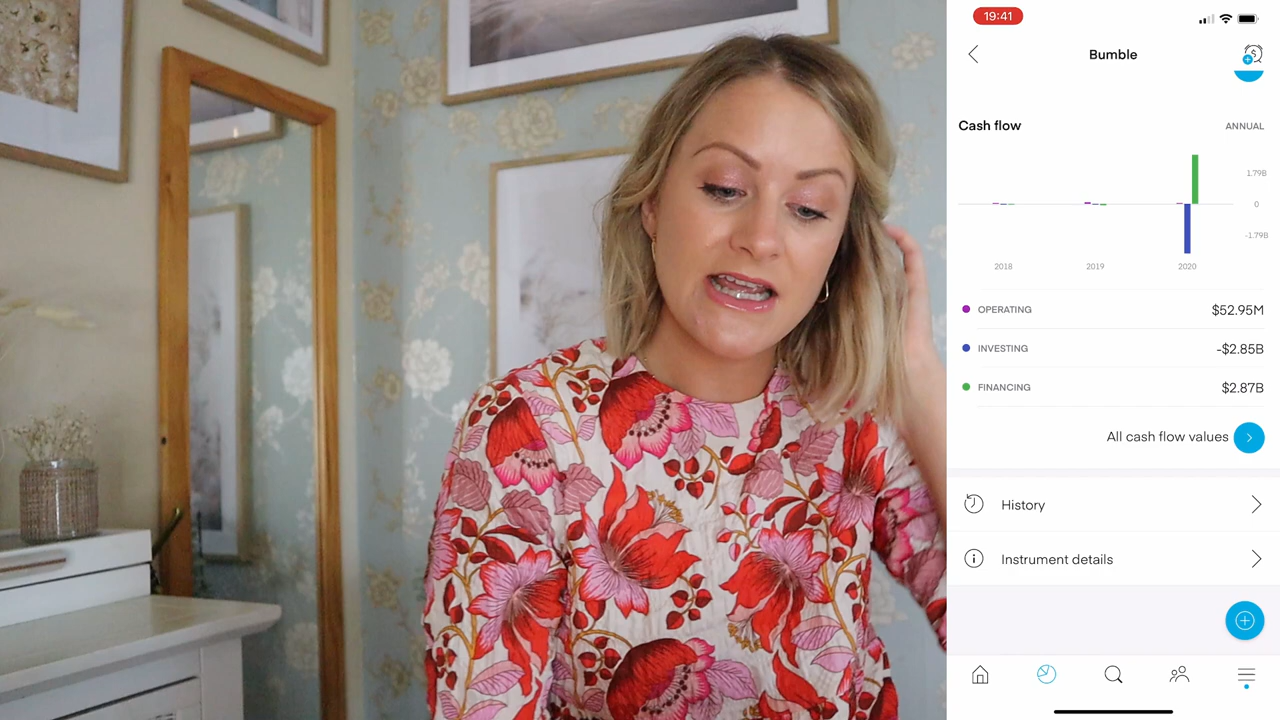 19:41
Bumble
Cash flow
ANNUAL
1.79B
0
-1.79B
2018 2019 2020
OPERATING $52.95M
INVESTING -$2.85B
FINANCING $2.87B
All cash flow values
History
Instrument details